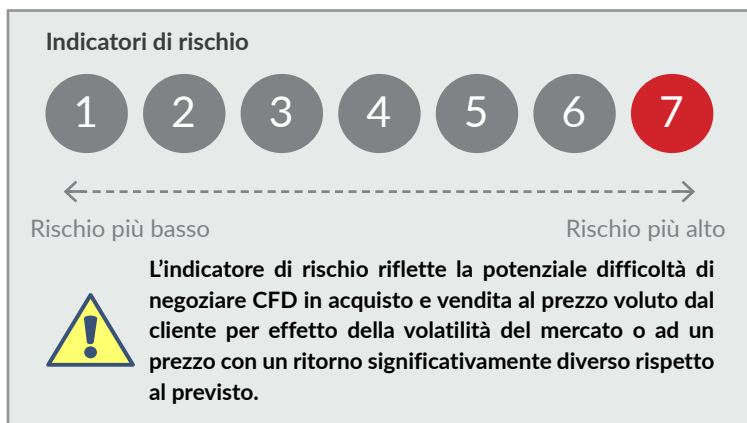 Indicatori di rischio
1 2 3 4 5 6 7
Rischio più basso Rischio più alto
L’indicatore di rischio riflette la potenziale difficoltà di
negoziare CFD in acquisto e vendita al prezzo voluto dal
cliente per effetto della volatilità del mercato o ad un
prezzo con un ritorno significativamente diverso rispetto
al previsto.